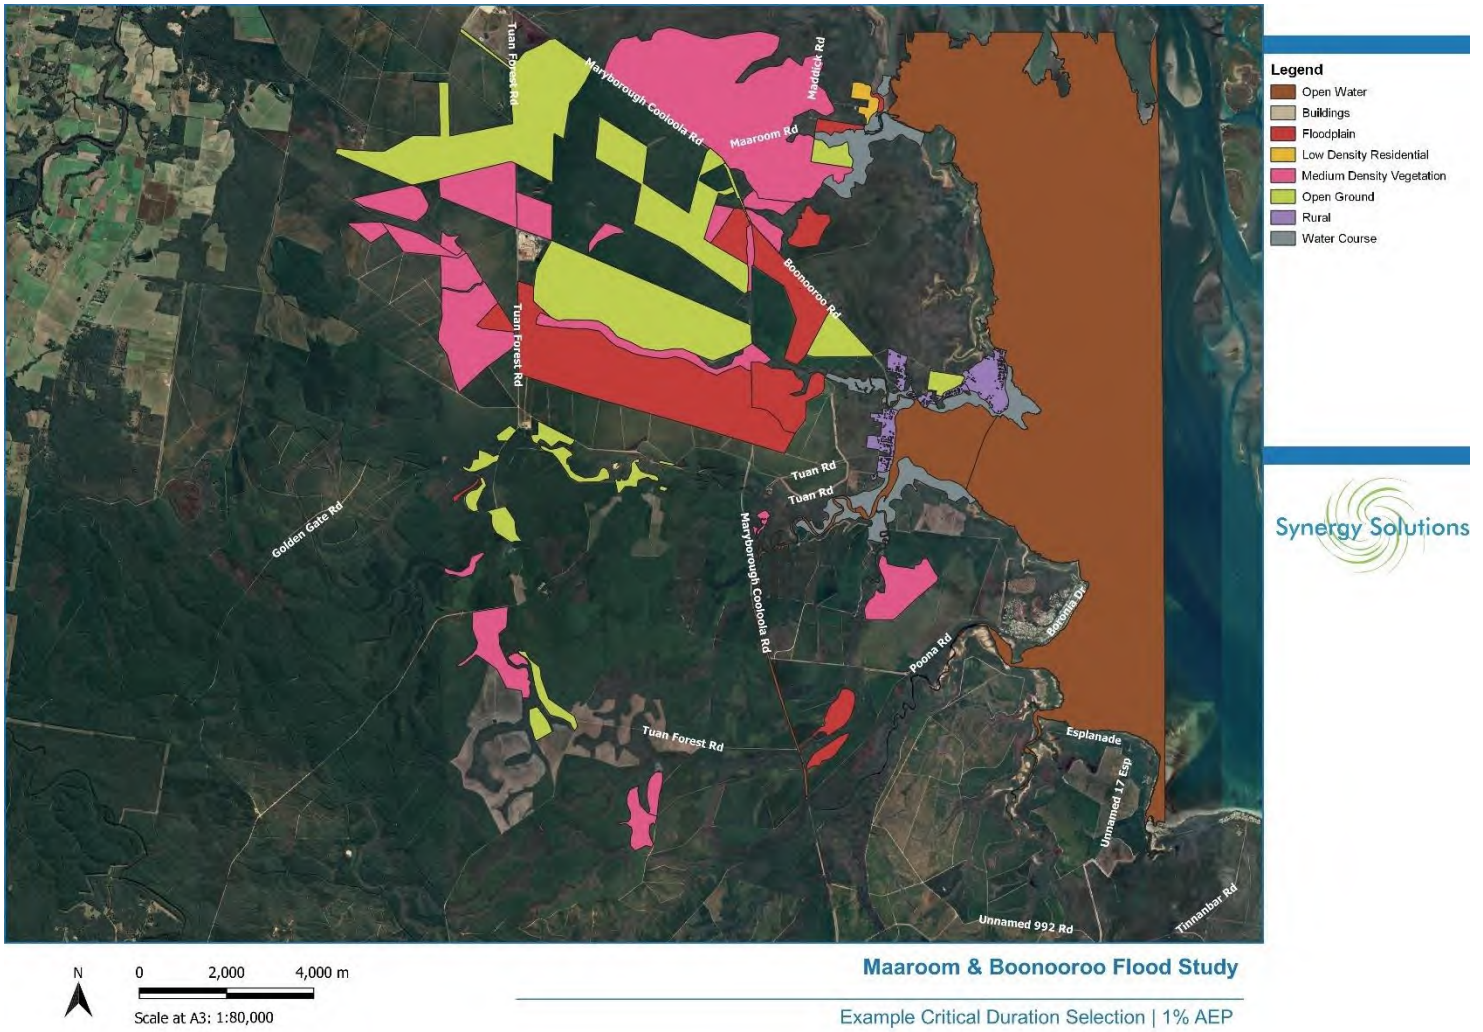 Tuan Forest Rd
Maryborough Cooloola Rd
Maddick Rd
Maaroom Rd
Boonooroo Rd
Tuan Forest Rd
Tuan Rd
Tuan Rd
Golden Gate Rd
Maryborough Cooloola Rd
Boronia Dr
Poona Rd
Tuan Forest Rd
Esplanade
Unnamed 17 Esp
Unnamed 992 Rd
Tinnanbar Rd
Legend
Open Water
Buildings
Floodplain
Low Density Residential
Medium Density Vegetation
Open Ground
Rural
Water Course
Synergy Solutions
N
0 2,000 4,000 m
Scale at A3: 1:80,000
Maaroom & Boonooroo Flood Study
Example Critical Duration Selection | 1% AEP